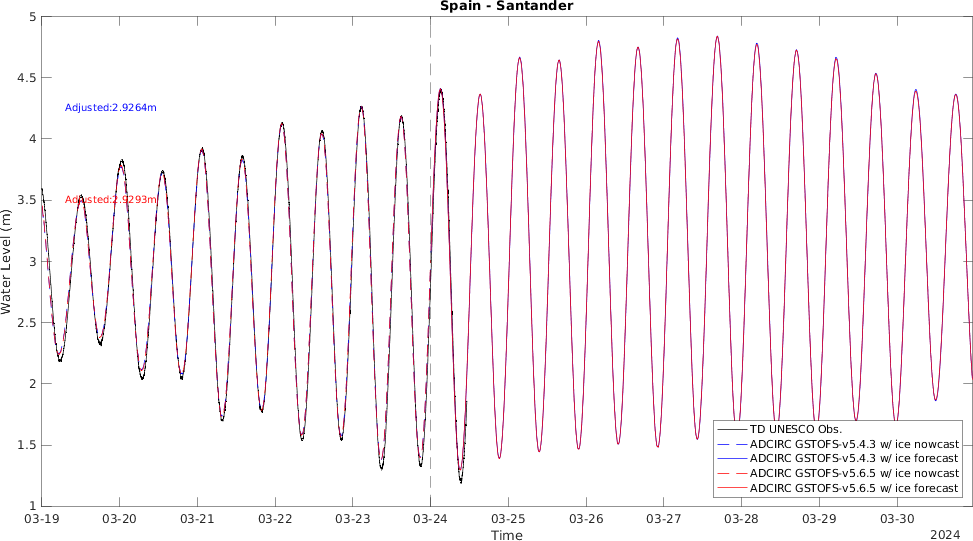 Spain - Santander
5
4.5
4
3.5
3
2.5
2
1.5
1
Water Level (m)
Adjusted:2.9264m
Adjusted:2.9293m
TD UNESCO Obs.
ADCIRC GSTOFS-v5.4.3 w/ ice nowcast
ADCIRC GSTOFS-v5.4.3 w/ ice forecast
ADCIRC GSTOFS-v5.6.5 w/ ice nowcast
ADCIRC GSTOFS-v5.6.5 w/ ice forecast
03-19 03-20 03-21 03-22 03-23 03-24 03-25 03-26 03-27 03-28 03-29 03-30
Time
2024